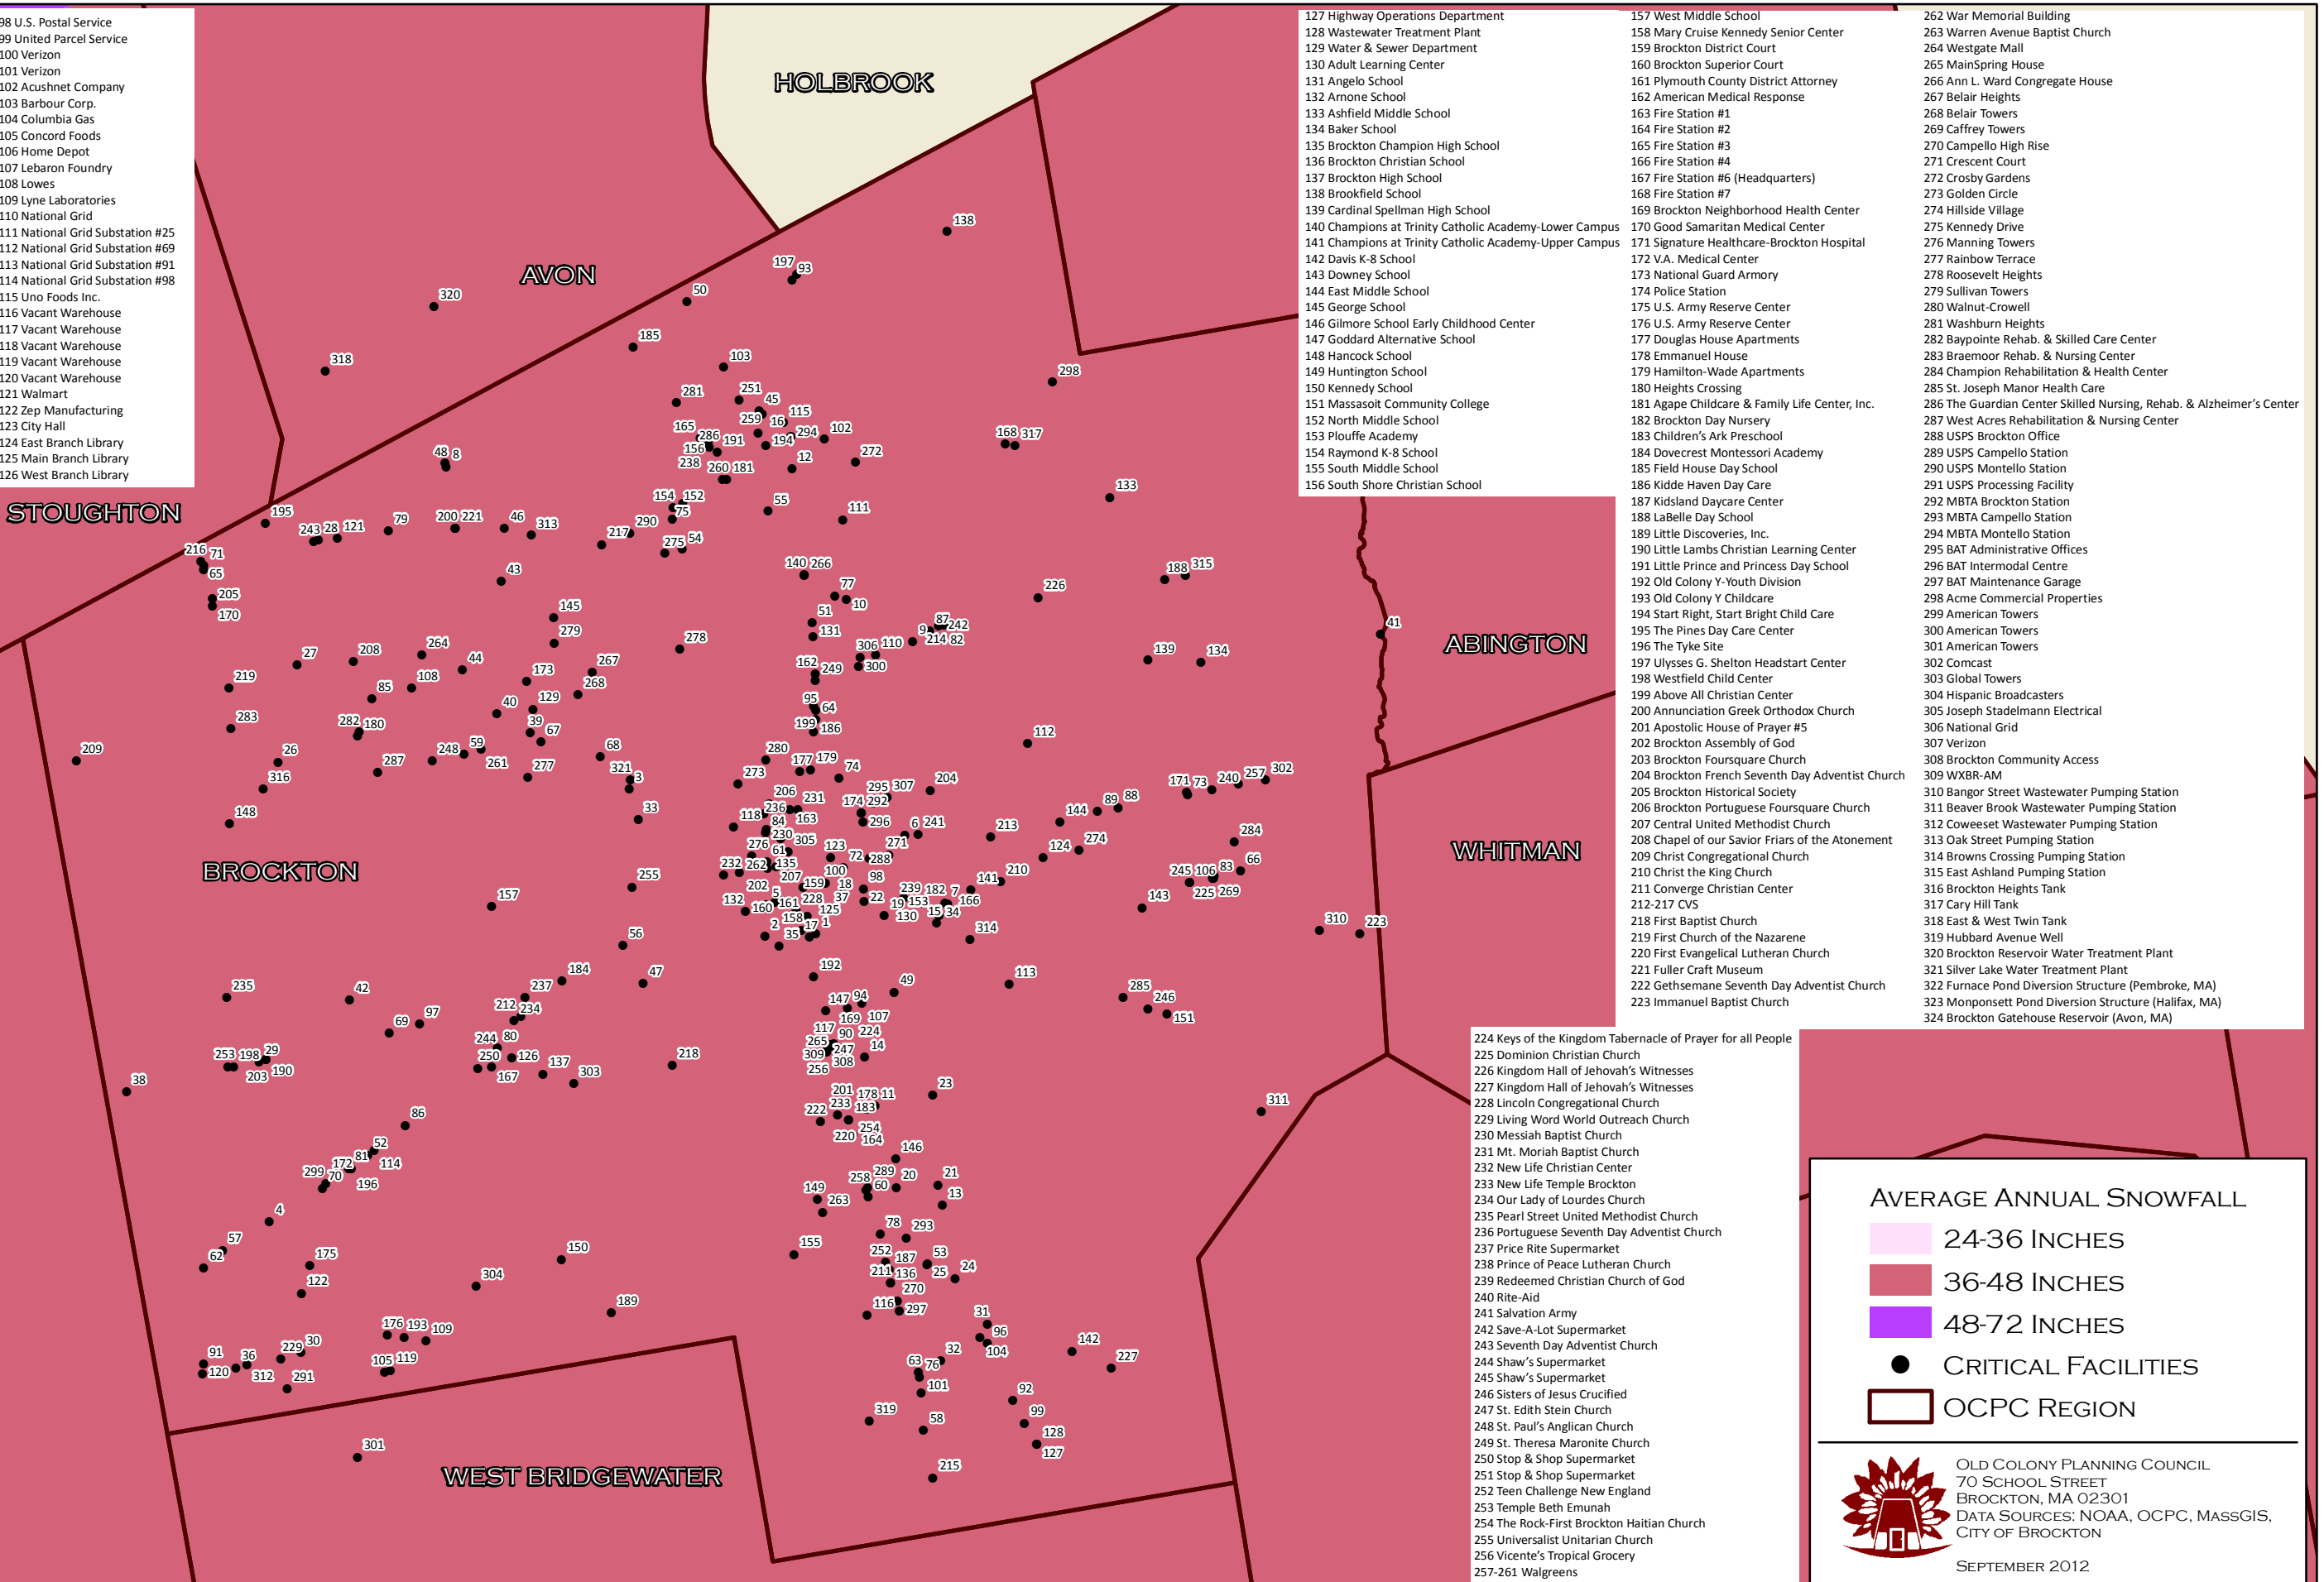 98 U.S. Postal Service
99 United Parcel Service
100 Verizon
101 Verizon
102 Acushnet Company
103 Barbour Corp.
104 Columbia Gas
105 Concord Foods
106 Home Depot
107 Lebaron Foundry
108 Lowes
109 Lyne Laboratories
110 National Grid
111 National Grid Substation #25
112 National Grid Substation #69
113 National Grid Substation #91
114 National Grid Substation #98
115 Uno Foods Inc.
116 Vacant Warehouse
117 Vacant Warehouse
118 Vacant Warehouse
119 Vacant Warehouse
120 Vacant Warehouse
121 Walmart
122 Zep Manufacturing
123 City Hall
124 East Branch Library
125 Main Branch Library
126 West Branch Library
127 Highway Operations Department
128 Wastewater Treatment Plant
129 Water & Sewer Department
130 Adult Learning Center
131 Angelo School
132 Arnone School
133 Ashfield Middle School
134 Baker School
135 Brockton Champion High School
136 Brockton Christian School
137 Brockton High School
138 Brookfield School
139 Cardinal Spellman High School
140 Champions at Trinity Catholic Academy-Lower Campus
141 Champions at Trinity Catholic Academy-Upper Campus
142 Davis K-8 School
143 Downey School
144 East Middle School
145 George School
146 Gilmore School Early Childhood Center
147 Goddard Alternative School
148 Hancock School
149 Huntington School
150 Kennedy School
151 Massasoit Community College
152 North Middle School
153 Plouffe Academy
154 Raymond K-8 School
155 South Middle School
156 South Shore Christian School
157 West Middle School
158 Mary Cruise Kennedy Senior Center
159 Brockton District Court
160 Brockton Superior Court
161 Plymouth County District Attorney
162 American Medical Response
163 Fire Station #1
164 Fire Station #2
165 Fire Station #3
166 Fire Station #4
167 Fire Station #6 (Headquarters)
168 Fire Station #7
169 Brockton Neighborhood Health Center
170 Good Samaritan Medical Center
171 Signature Healthcare-Brockton Hospital
172 V.A. Medical Center
173 National Guard Armory
174 Police Station
175 U.S. Army Reserve Center
176 U.S. Army Reserve Center
177 Douglas House Apartments
178 Emmanuel House
179 Hamilton-Wade Apartments
180 Heights Crossing
181 Agape Childcare & Family Life Center, Inc.
182 Brockton Day Nursery
183 Children's Ark Preschool
184 Dovecrest Montessori Academy
185 Field House Day School
186 Kidde Haven Day Care
187 Kidsland Daycare Center
188 LaBelle Day School
189 Little Discoveries, Inc.
190 Little Lambs Christian Learning Center
191 Little Prince and Princess Day School
192 Old Colony Y-Youth Division
193 Old Colony Y Childcare
194 Start Right, Start Bright Child Care
195 The Pines Day Care Center
196 The Tyke Site
197 Ulysses G. Shelton Headstart Center
198 Westfield Child Center
199 Above All Christian Center
200 Annunciation Greek Orthodox Church
201 Apostolic House of Prayer #5
202 Brockton Assembly of God
203 Brockton Foursquare Church
204 Brockton French Seventh Day Adventist Church
205 Brockton Historical Society
206 Brockton Portuguese Foursquare Church
207 Central United Methodist Church
208 Chapel of our Savior Friars of the Atonement
209 Christ Congregational Church
210 Christ the King Church
211 Converge Christian Center
212-217 CVS
218 First Baptist Church
219 First Church of the Nazarene
220 First Evangelical Lutheran Church
221 Fuller Craft Museum
222 Gethsemane Seventh Day Adventist Church
223 Immanuel Baptist Church
262 War Memorial Building
263 Warren Avenue Baptist Church
264 Westgate Mall
265 MainSpring House
266 Ann L. Ward Congregate House
267 Belair Heights
268 Belair Towers
269 Caffrey Towers
270 Campello High Rise
271 Crescent Court
272 Crosby Gardens
273 Golden Circle
274 Hillside Village
275 Kennedy Drive
276 Manning Towers
277 Rainbow Terrace
278 Roosevelt Heights
279 Sullivan Towers
280 Walnut-Crowell
281 Washburn Heights
282 Baypointe Rehab. & Skilled Care Center
283 Braemoor Rehab. & Nursing Center
284 Champion Rehabilitation & Health Center
285 St. Joseph Manor Health Care
286 The Guardian Center Skilled Nursing, Rehab. & Alzheimer's Center
287 West Acres Rehabilitation & Nursing Center
288 USPS Brockton Office
289 USPS Campello Station
290 USPS Montello Station
291 USPS Processing Facility
292 MBTA Brockton Station
293 MBTA Campello Station
294 MBTA Montello Station
295 BAT Administrative Offices
296 BAT Intermodal Centre
297 BAT Maintenance Garage
298 Acme Commercial Properties
299 American Towers
300 American Towers
301 American Towers
302 Comcast
303 Global Towers
304 Hispanic Broadcasters
305 Joseph Stadelmann Electrical
306 National Grid
307 Verizon
308 Brockton Community Access
309 WXBR-AM
310 Bangor Street Wastewater Pumping Station
311 Beaver Brook Wastewater Pumping Station
312 Coweeset Wastewater Pumping Station
313 Oak Street Pumping Station
314 Browns Crossing Pumping Station
315 East Ashland Pumping Station
316 Brockton Heights Tank
317 Cary Hill Tank
318 East & West Twin Tank
319 Hubbard Avenue Well
320 Brockton Reservoir Water Treatment Plant
321 Silver Lake Water Treatment Plant
322 Furnace Pond Diversion Structure (Pembroke, MA)
323 Monponsett Pond Diversion Structure (Halifax, MA)
324 Brockton Gatehouse Reservoir (Avon, MA)
224 Keys of the Kingdom Tabernacle of Prayer for all People
225 Dominion Christian Church
226 Kingdom Hall of Jehovah's Witnesses
227 Kingdom Hall of Jehovah's Witnesses
228 Lincoln Congregational Church
229 Living Word World Outreach Church
230 Messiah Baptist Church
231 Mt. Moriah Baptist Church
232 New Life Christian Center
233 New Life Temple Brockton
234 Our Lady of Lourdes Church
235 Pearl Street United Methodist Church
236 Portuguese Seventh Day Adventist Church
237 Price Rite Supermarket
238 Prince of Peace Lutheran Church
239 Redeemed Christian Church of God
240 Rite-Aid
241 Salvation Army
242 Save-A-Lot Supermarket
243 Seventh Day Adventist Church
244 Shaw's Supermarket
245 Shaw's Supermarket
246 Sisters of Jesus Crucified
247 St. Edith Stein Church
248 St. Paul's Anglican Church
249 St. Theresa Maronite Church
250 Stop & Shop Supermarket
251 Stop & Shop Supermarket
252 Teen Challenge New England
253 Temple Beth Emunah
254 The Rock-First Brockton Haitian Church
255 Universalist Unitarian Church
256 Vicente's Tropical Grocery
257-261 Walgreens
HOLBROOK
AVON
STOUGHTON
ABINGTON
BROCKTON
WHITMAN
WEST BRIDGEWATER
AVERAGE ANNUAL SNOWFALL
24-36 INCHES
36-48 INCHES
48-72 INCHES
CRITICAL FACILITIES
OCPC REGION
OLD COLONY PLANNING COUNCIL
70 SCHOOL STREET
BROCKTON, MA 02301
DATA SOURCES: NOAA, OCPC, MASSGIS,
CITY OF BROCKTON
SEPTEMBER 2012